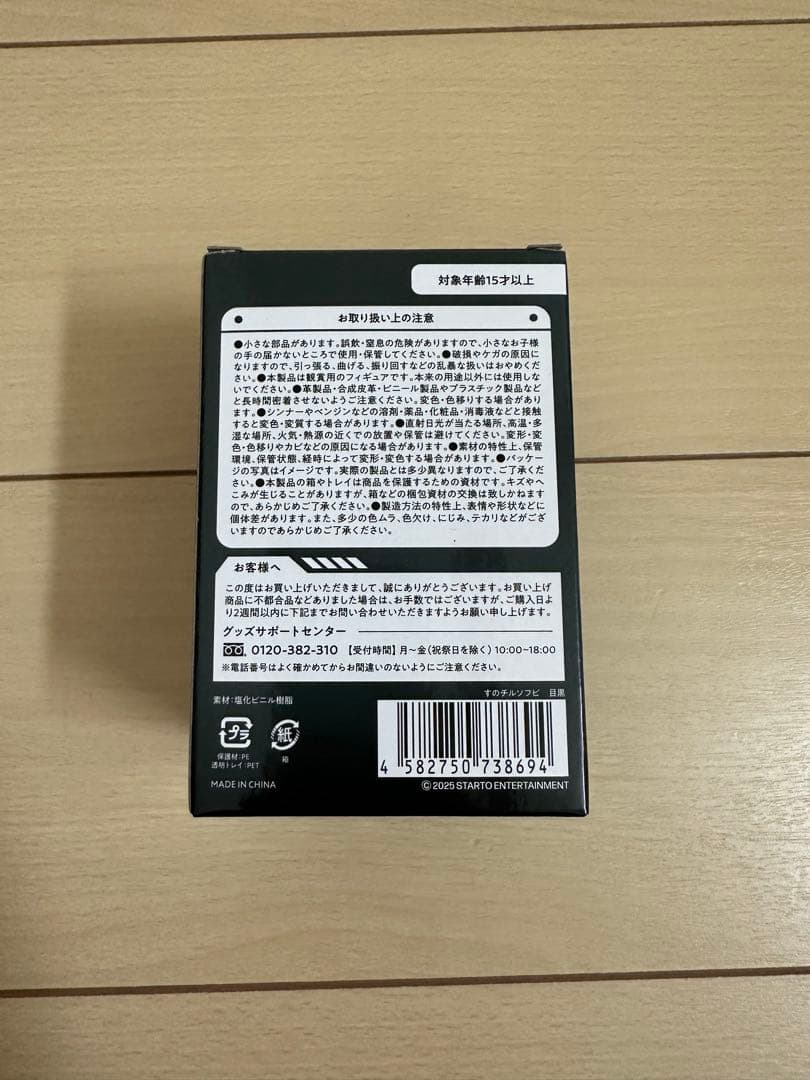 対象年齢15才以上
お取り扱い上の注意
●小さな部品があります。誤飲・窒息の危険がありますので、小さなお子様
の手の届かないところで使用・保管してください。●破損やケガの原因に
なりますので、引っ張る、曲げる、振り回すなどの乱暴な扱いはおやめくだ
さい。●本製品は観賞用のフィギュアです。本来の用途以外には使用しな
いでください。●革製品・合成皮革・ビニール製品やプラスチック製品など
と長時間密着させないようご注意ください。変色・色移りする場合がありま
す。●シンナーやベンジンなどの溶剤・薬品・化粧品・消毒液などと接触
すると変色・変質する場合があります。●直射日光が当たる場所、高温・多
湿な場所、火気・熱源の近くでの放置や保管は避けてください。変形・変
色・色移りやカビなどの原因になる場合があります。●素材の特性上、保管
環境、保管状態、経時によって変形・変色する場合があります。●パッケー
ジの写真はイメージです。実際の製品とは多少異なりますので、ご了承くだ
さい。●本製品の箱やトレイは商品を保護するための資材です。キズやへ
こみが生じることがありますが、箱などの梱包資材の交換は致しかねます
ので、あらかじめご了承ください。●製造方法の特性上、表情や形状などに
個体差があります。また、多少の色ムラ、色欠け、にじみ、テカリなどがござ
いますのであらかじめご了承ください。
お客様へ
この度はお買い上げいただきまして、誠にありがとうございます。お買い上げ
商品に不都合品などありました場合は、お手数ではございますが、ご購入日よ
り2週間以内に下記までお問い合わせいただきますようお願い申し上げます。
グッズサポートセンター
0120-382-310 【受付時間】月〜金(祝祭日を除く) 10:00~18:00
※電話番号はよく確かめてからお間違いのないようにご注意ください。
素材:塩化ビニル樹脂
すのチルソフビ 目黒
プラ
紙
保護材:PE
透明トレイ:PET
箱
4 582750 738694
MADE IN CHINA
©2025 STARTO ENTERTAINMENT